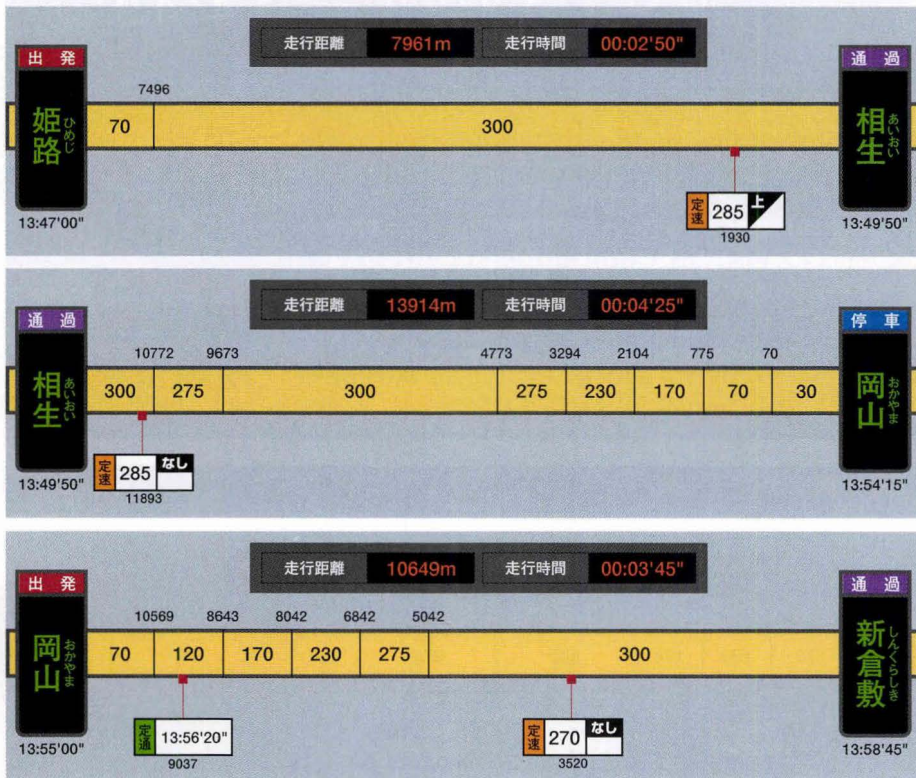 走行距離 7961m 走行時間 00:02'50"
出発 通過
7496
姫路 ひめじ 70 300 相生 あいおい
定速 285 上
13:47'00" 1930 13:49'50"
走行距離 13914m 走行時間 00:04'25"
通過 停車
10772 9673 4773 3294 2104 775 70
相生 あいおい 300 275 300 275 230 170 70 30 岡山 おかやま
定速 285 なし
13:49'50" 11893 13:54'15"
走行距離 10649m 走行時間 00:03'45"
出発 通過
10569 8643 8042 6842 5042
岡山 おかやま 70 120 170 230 275 300 新倉敷 しんくらしき
定通 13:56'20" 定速 270 なし
13:55'00" 9037 3520 13:58'45"